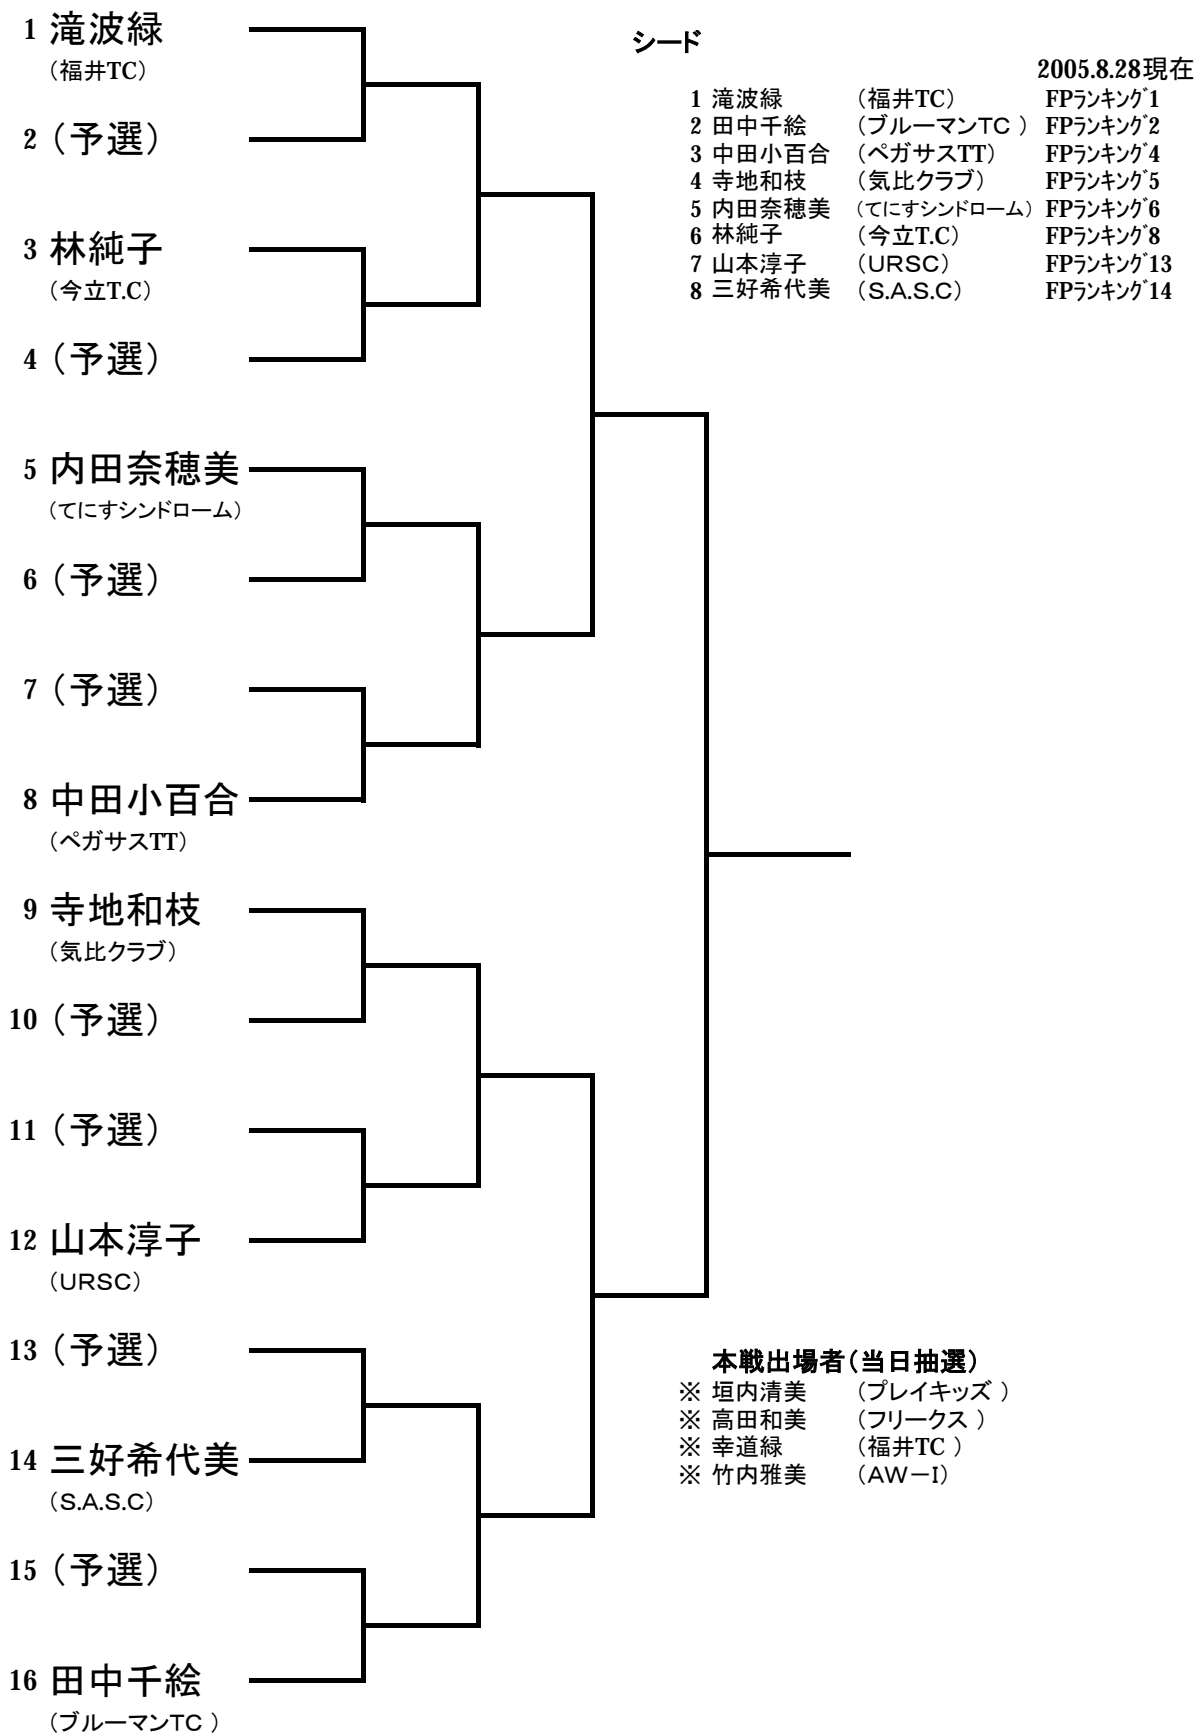 1 滝波緑
（福井TC）
2 （予選）
3 林純子
（今立T.C）
4 （予選）
5 内田奈穂美
（てにすシンドローム）
6 （予選）
7 （予選）
8 中田小百合
（ペガサスTT）
9 寺地和枝
（気比クラブ）
10 （予選）
11 （予選）
12 山本淳子
（URSC）
13 （予選）
14 三好希代美
（S.A.S.C）
15 （予選）
16 田中千絵
（ブルーマンTC ）
シード
2005.8.28現在
1 滝波緑 （福井TC） FPﾗﾝｷﾝｸﾞ1
2 田中千絵 （ブルーマンTC ） FPﾗﾝｷﾝｸﾞ2
3 中田小百合 （ペガサスTT） FPﾗﾝｷﾝｸﾞ4
4 寺地和枝 （気比クラブ） FPﾗﾝｷﾝｸﾞ5
5 内田奈穂美 （てにすシンドローム） FPﾗﾝｷﾝｸﾞ6
6 林純子 （今立T.C） FPﾗﾝｷﾝｸﾞ8
7 山本淳子 （URSC） FPﾗﾝｷﾝｸﾞ13
8 三好希代美 （S.A.S.C） FPﾗﾝｷﾝｸﾞ14
本戦出場者（当日抽選）
※ 垣内清美 （プレイキッズ ）
※ 高田和美 （フリークス ）
※ 幸道緑 （福井TC ）
※ 竹内雅美 （AW－I）